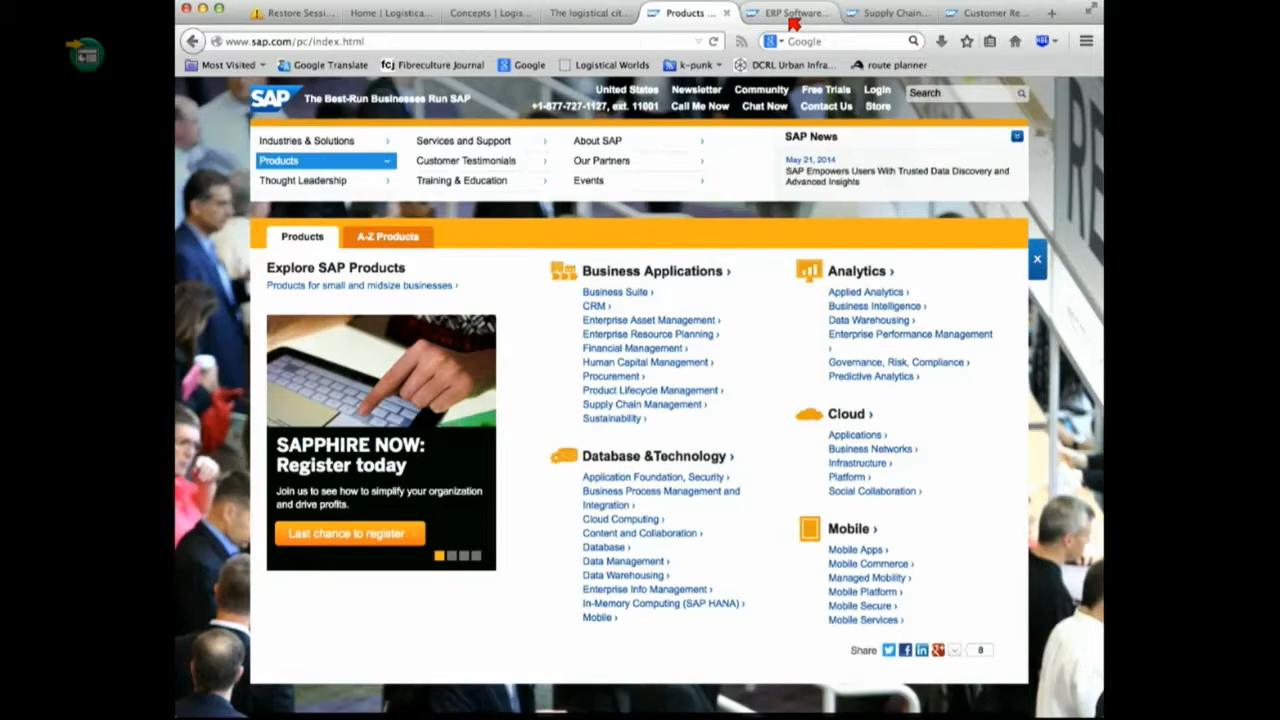 Restore Sessi...
Home | Logistica...
Concepts | Logis...
The logistical cit...
Products ...
ERP Software...
Supply Chain...
Customer Re...
www.sap.com/pc/index.html
Google
Most Visited
Google Translate
fcj Fibreculture Journal
Google
Logistical Worlds
k-punk
DCRL Urban Infra...
route planner
SAP
The Best-Run Businesses Run SAP
United States
Newsletter
Community
Free Trials
Login
+1-877-727-1127, ext. 11001
Call Me Now
Chat Now
Contact Us
Store
Search
Industries & Solutions
Services and Support
About SAP
Products
Customer Testimonials
Our Partners
Thought Leadership
Training & Education
Events
SAP News
May 21, 2014
SAP Empowers Users With Trusted Data Discovery and
Advanced Insights
Products
A-Z Products
Explore SAP Products
Products for small and midsize businesses ›
SAPPHIRE NOW:
Register today
Join us to see how to simplify your organization
and drive profits.
Last chance to register
Business Applications ›
Business Suite ›
CRM ›
Enterprise Asset Management ›
Enterprise Resource Planning ›
Financial Management ›
Human Capital Management ›
Procurement ›
Product Lifecycle Management ›
Supply Chain Management ›
Sustainability ›
Database &Technology ›
Application Foundation, Security ›
Business Process Management and
Integration ›
Cloud Computing ›
Content and Collaboration ›
Database ›
Data Management ›
Data Warehousing ›
Enterprise Info Management ›
In-Memory Computing (SAP HANA) ›
Mobile ›
Analytics ›
Applied Analytics ›
Business Intelligence ›
Data Warehousing ›
Enterprise Performance Management
›
Governance, Risk, Compliance ›
Predictive Analytics ›
Cloud ›
Applications ›
Business Networks ›
Infrastructure ›
Platform ›
Social Collaboration ›
Mobile ›
Mobile Apps ›
Mobile Commerce ›
Managed Mobility ›
Mobile Platform ›
Mobile Secure ›
Mobile Services ›
Share
8